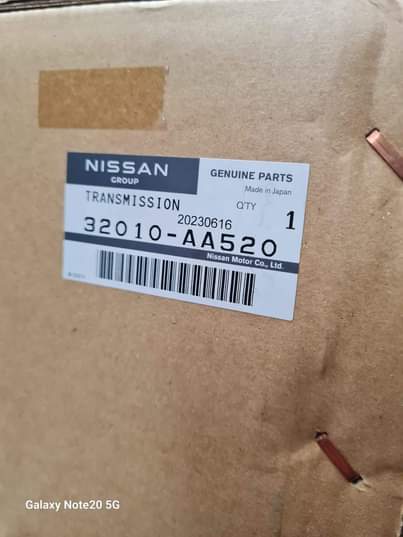 NISSAN
GROUP
GENUINE PARTS
Made in Japan
TRANSMISSION
Q'TY
1
20230616
32010-AA520
Nissan Motor Co., Ltd.
Galaxy Note20 5G